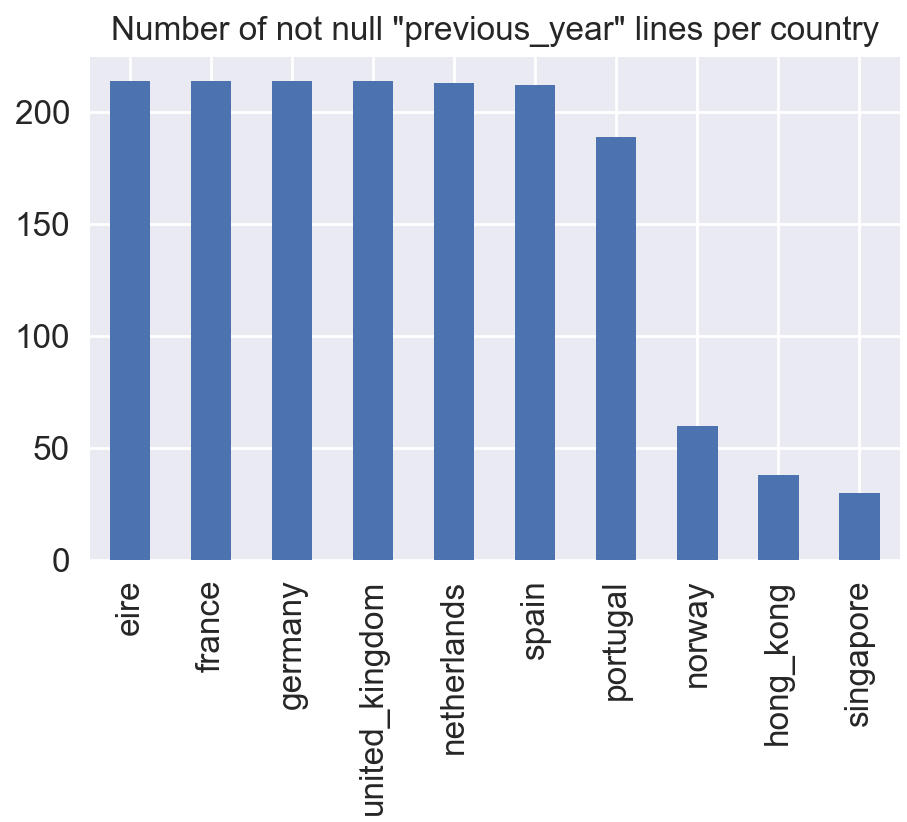 Number of not null "previous_year" lines per country
200
150
100
50
0
eire
france
germany
united_kingdom
netherlands
spain
portugal
norway
hong_kong
singapore